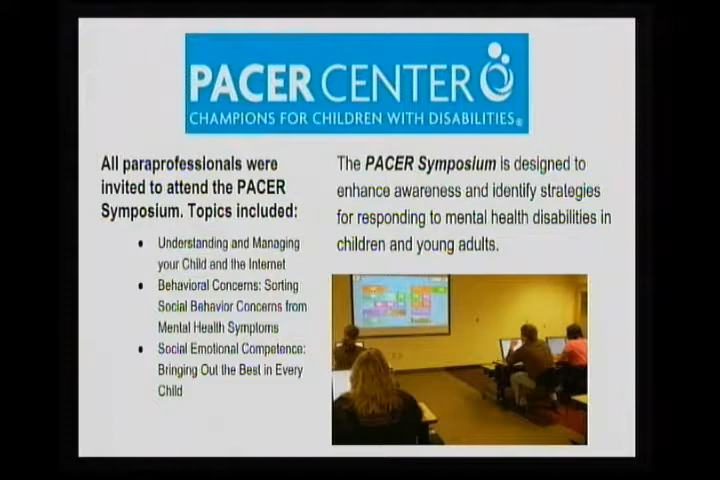 PACER CENTER
CHAMPIONS FOR CHILDREN WITH DISABILITIES®
All paraprofessionals were
invited to attend the PACER
Symposium. Topics included:
• Understanding and Managing
your Child and the Internet
• Behavioral Concerns: Sorting
Social Behavior Concerns from
Mental Health Symptoms
• Social Emotional Competence:
Bringing Out the Best in Every
Child
The PACER Symposium is designed to
enhance awareness and identify strategies
for responding to mental health disabilities in
children and young adults.